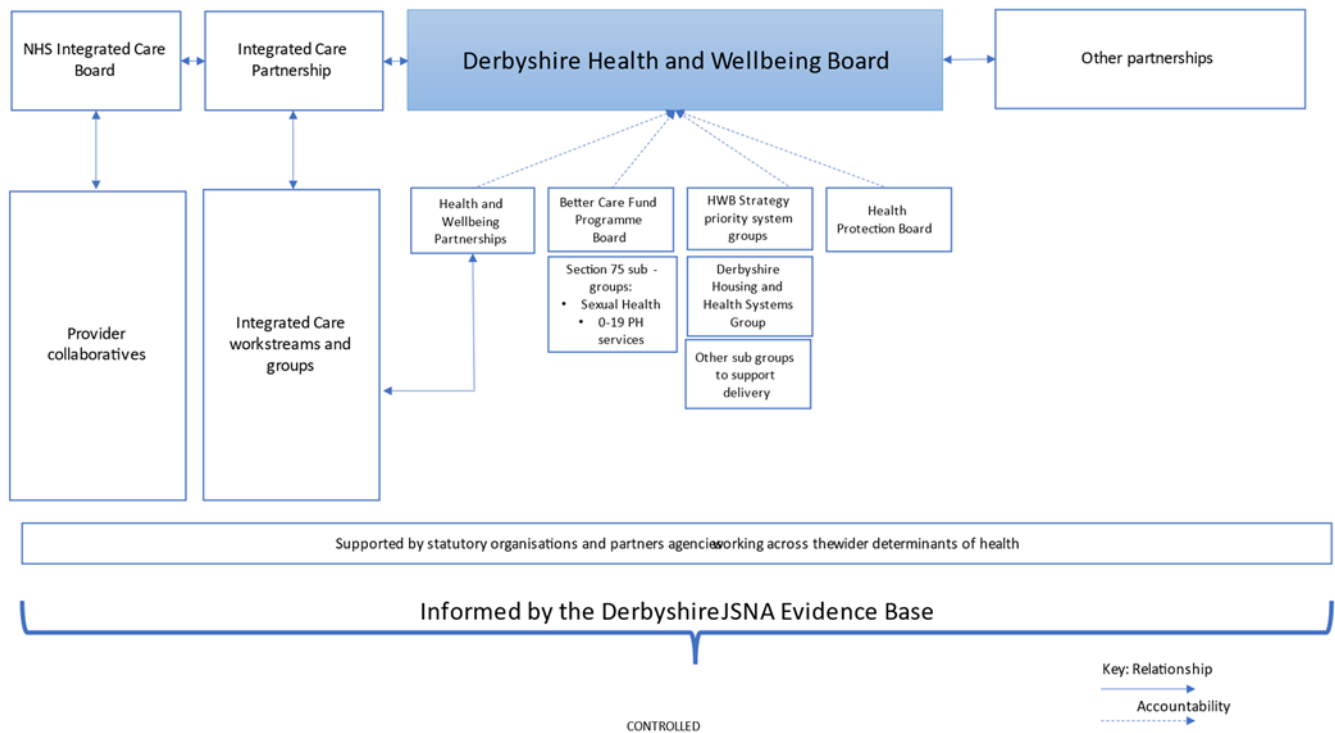 NHS Integrated Care
Board
Integrated Care
Partnership
Derbyshire Health and Wellbeing Board
Other partnerships
Provider
collaboratives
Integrated Care
workstreams and
groups
Health and
Wellbeing
Partnerships
Better Care Fund
Programme
Board
Section 75 sub -
groups:
• Sexual Health
• 0-19 PH
services
HWB Strategy
priority system
groups
Derbyshire
Housing and
Health Systems
Group
Other sub groups
to support
delivery
Health
Protection Board
Supported by statutory organisations and partners agencies working across thewider determinants of health
Informed by the DerbyshireJSNA Evidence Base
Key: Relationship
Accountability
CONTROLLED